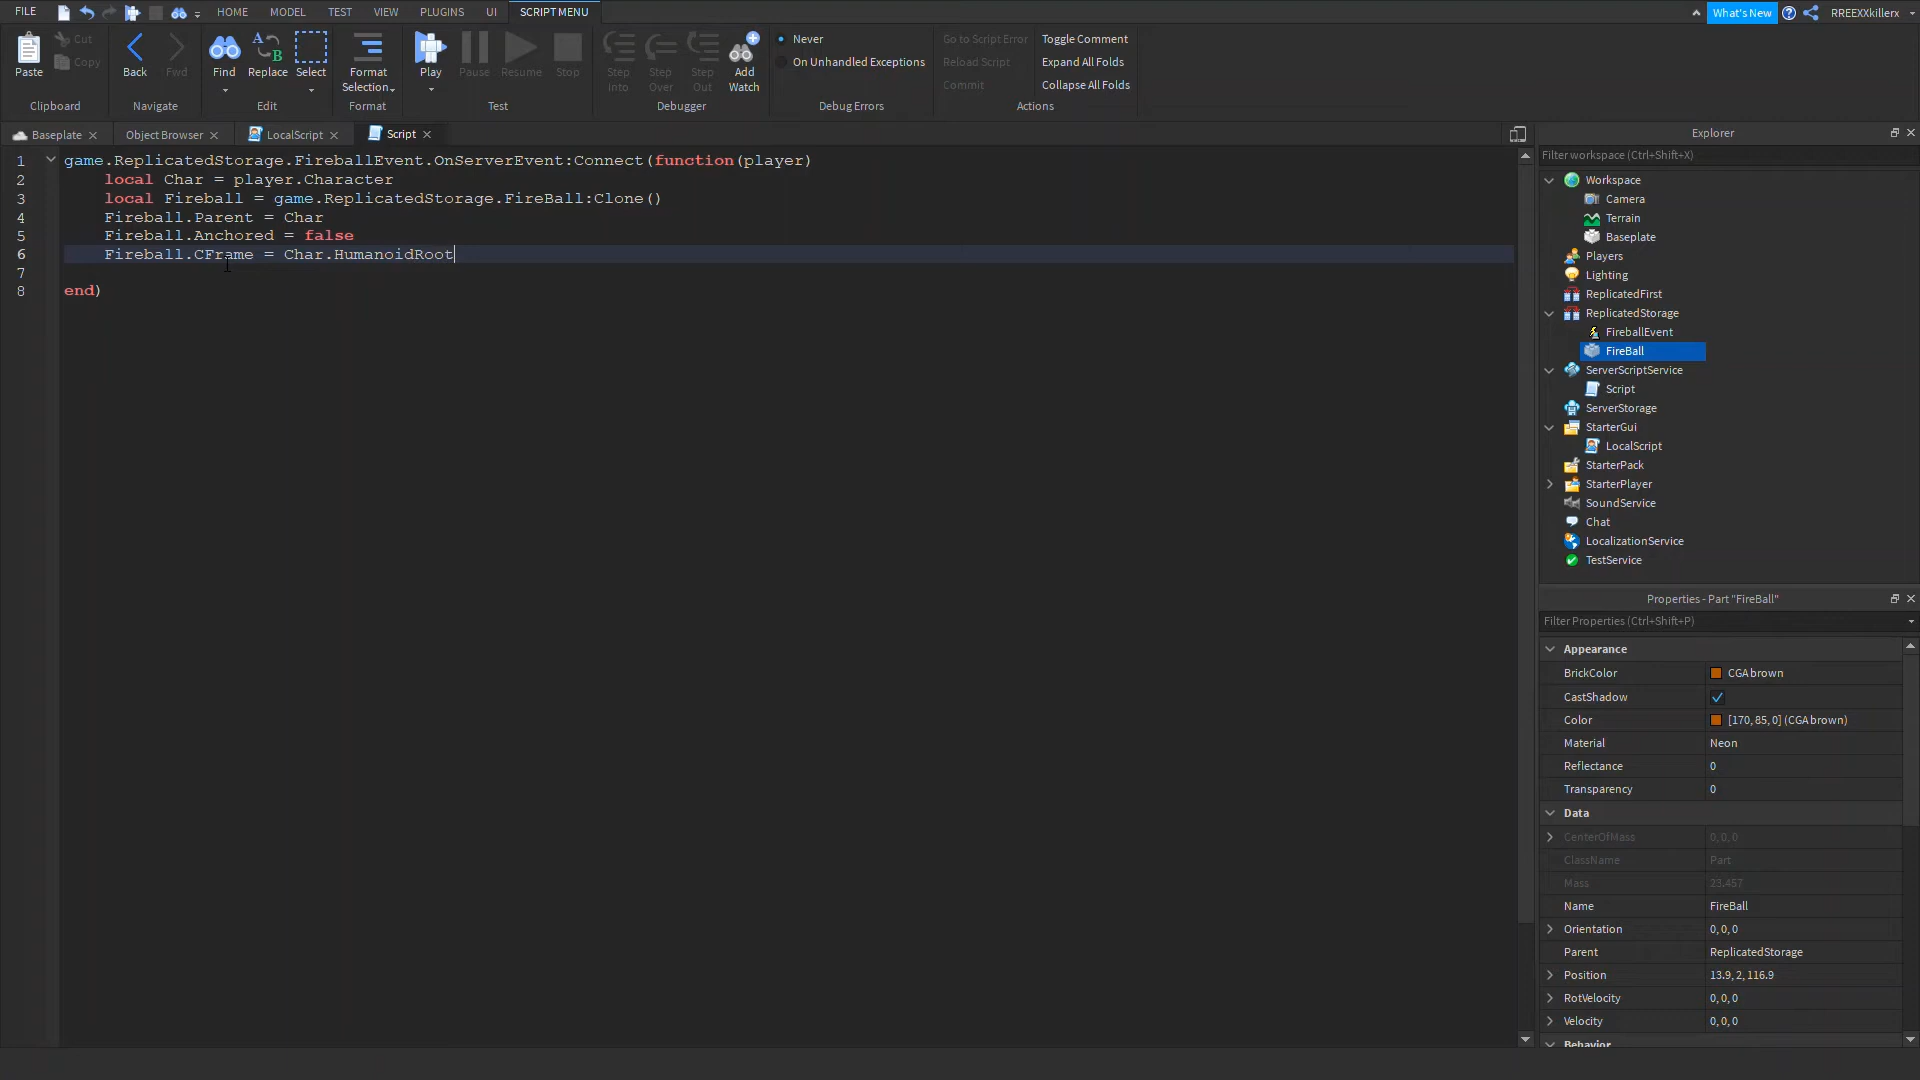 FILE HOME MODEL TEST VIEW PLUGINS UI SCRIPT MENU What's New RREEXXkillerx
Paste Cut Copy Back Fwd Find Replace Select Format Selection Play Pause Resume Stop Step Into Step Over Step Out Add Watch
Never Go to Script Error Toggle Comment
On Unhandled Exceptions Reload Script Expand All Folds
Commit Collapse All Folds
Clipboard Navigate Edit Format Test Debugger Debug Errors Actions
Baseplate Object Browser LocalScript Script
1 game.ReplicatedStorage.FireballEvent.OnServerEvent:Connect(function(player)
2 local Char = player.Character
3 local Fireball = game.ReplicatedStorage.FireBall:Clone()
4 Fireball.Parent = Char
5 Fireball.Anchored = false
6 Fireball.CFrame = Char.HumanoidRoot
7
8 end)
Explorer
Filter workspace (Ctrl+Shift+X)
Workspace
Camera
Terrain
Baseplate
Players
Lighting
ReplicatedFirst
ReplicatedStorage
FireballEvent
FireBall
ServerScriptService
Script
ServerStorage
StarterGui
LocalScript
StarterPack
StarterPlayer
SoundService
Chat
LocalizationService
TestService
Properties - Part "FireBall"
Filter Properties (Ctrl+Shift+P)
Appearance
BrickColor CGA brown
CastShadow
Color [170, 85, 0] (CGA brown)
Material Neon
Reflectance 0
Transparency 0
Data
CenterOfMass 0, 0, 0
ClassName Part
Mass 23.457
Name FireBall
Orientation 0, 0, 0
Parent ReplicatedStorage
Position 13.9, 2, 116.9
RotVelocity 0, 0, 0
Velocity 0, 0, 0
Behavior